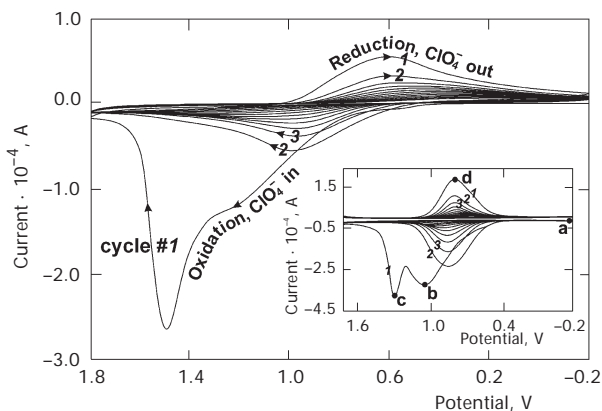 1.0
0.0
−1.0
−2.0
−3.0
Current · 10⁻⁴, A
1.8
1.4
1.0
0.6
0.2
−0.2
Potential, V
Reduction, ClO₄⁻ out
1
2
3
2
Oxidation, ClO₄⁻ in
cycle #1
1.5
−0.5
−2.5
−4.5
Current · 10⁻⁴, A
1.6
1.0
0.4
−0.2
Potential, V
d
1
2
3
a
3
2
1
c
b